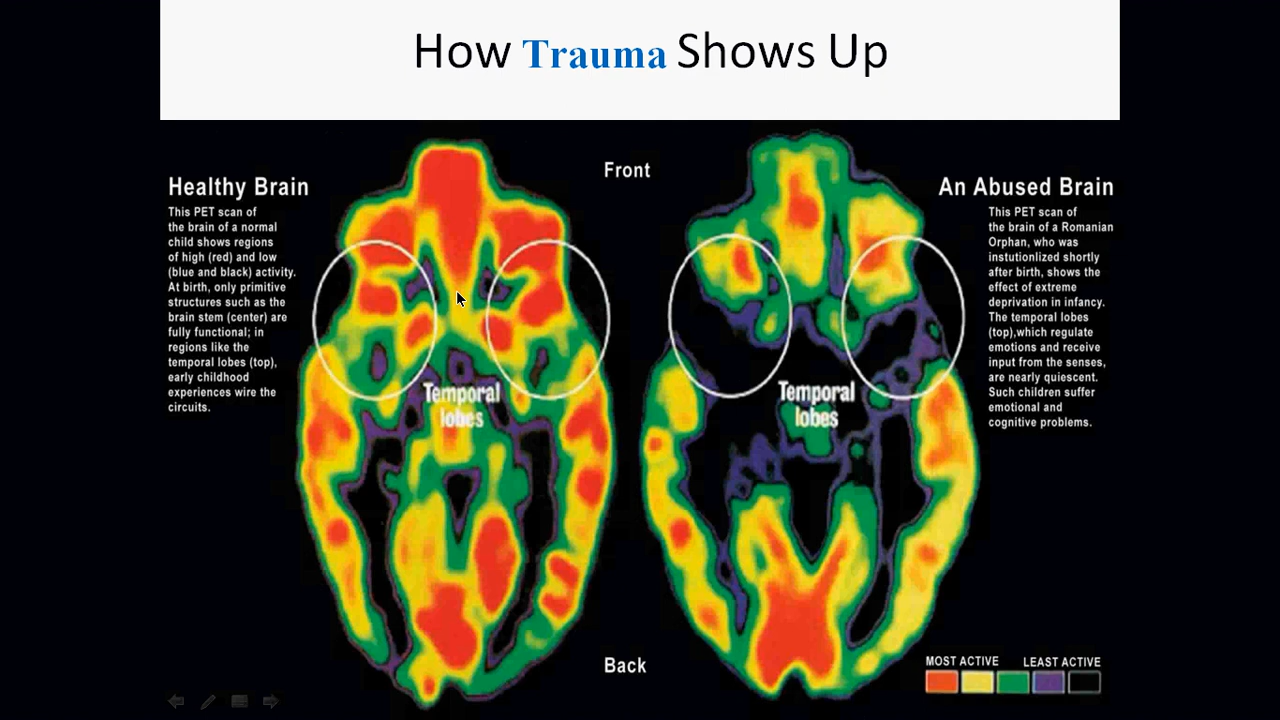 How Trauma Shows Up
Front
Healthy Brain
This PET scan of
the brain of a normal
child shows regions
of high (red) and low
(blue and black) activity.
At birth, only primitive
structures such as the
brain stem (center) are
fully functional; in
regions like the
temporal lobes (top),
early childhood
experiences wire the
circuits.
An Abused Brain
This PET scan of
the brain of a Romanian
Orphan, who was
instutionlized shortly
after birth, shows the
effect of extreme
deprivation in infancy.
The temporal lobes
(top),which regulate
emotions and receive
input from the senses,
are nearly quiescent.
Such children suffer
emotional and
cognitive problems.
Temporal
lobes
Temporal
lobes
Back
MOST ACTIVE LEAST ACTIVE